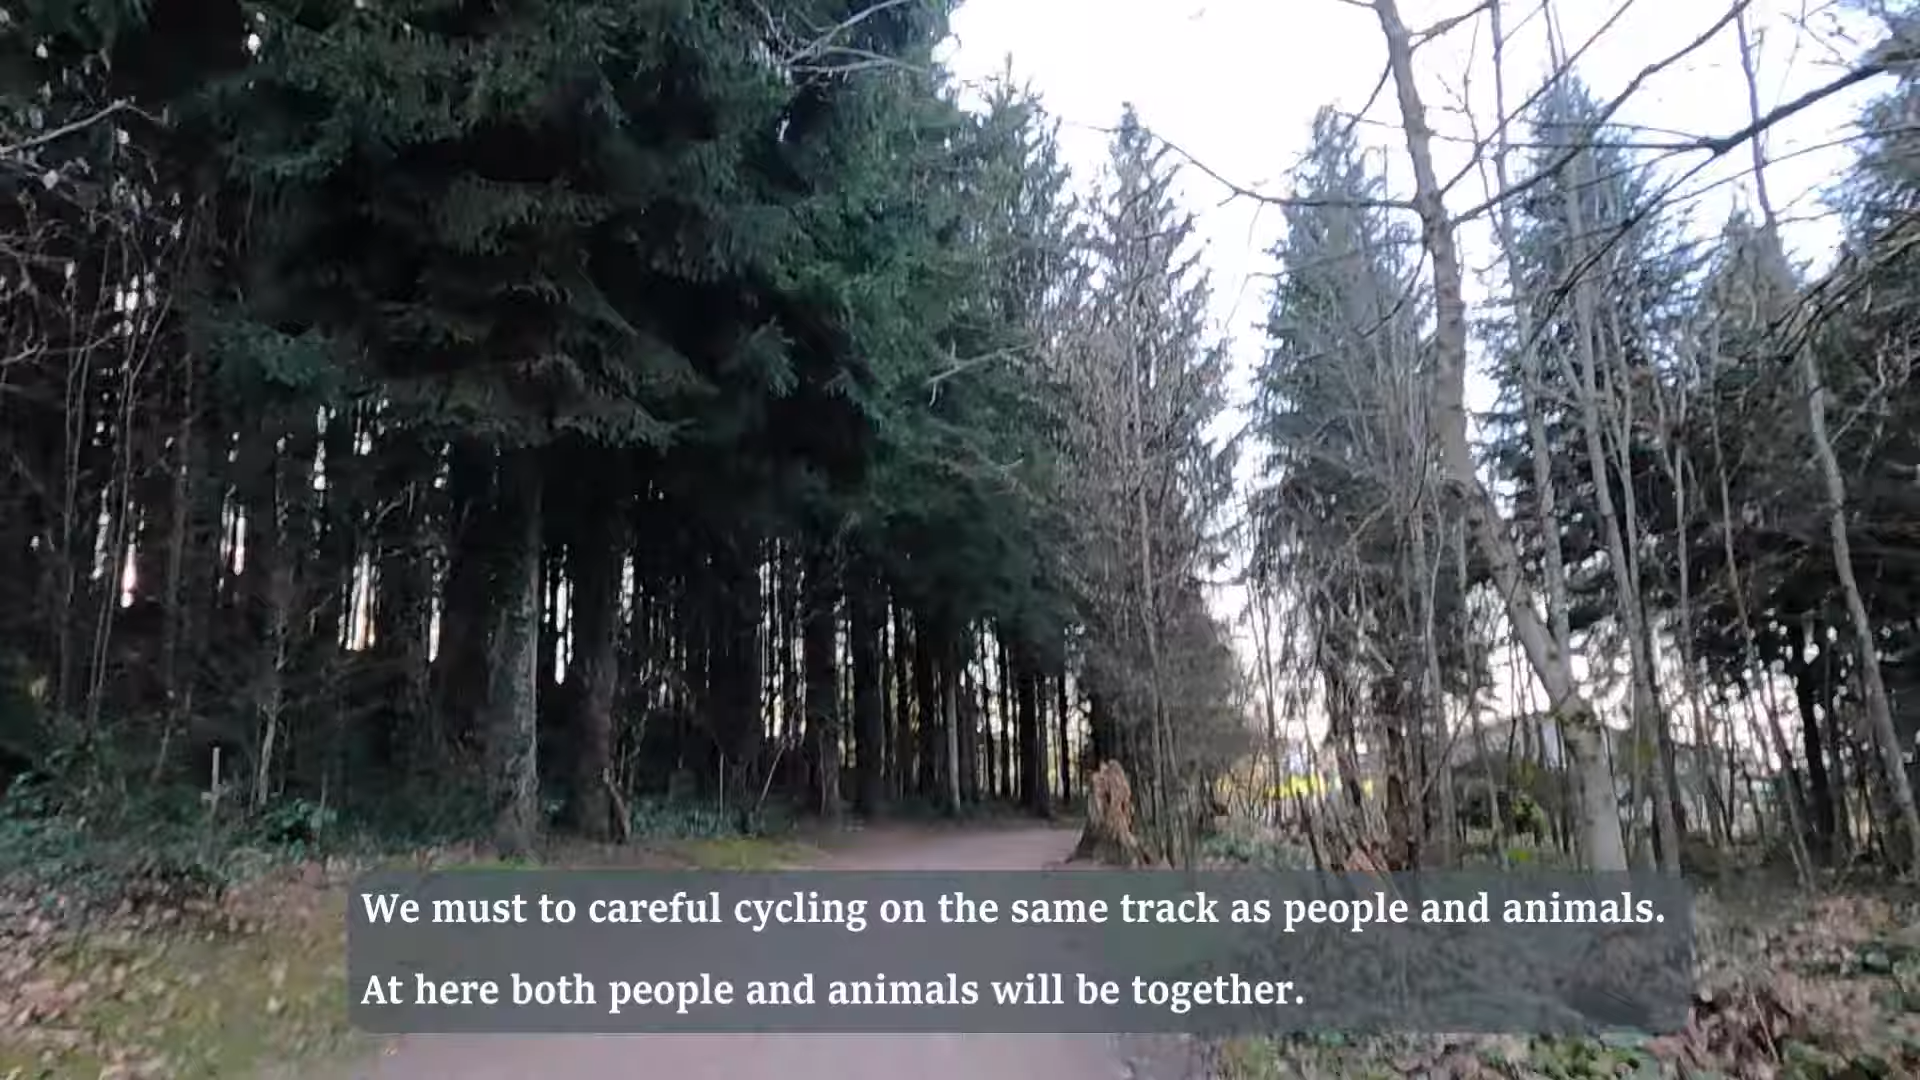 We must to careful cycling on the same track as people and animals.
At here both people and animals will be together.